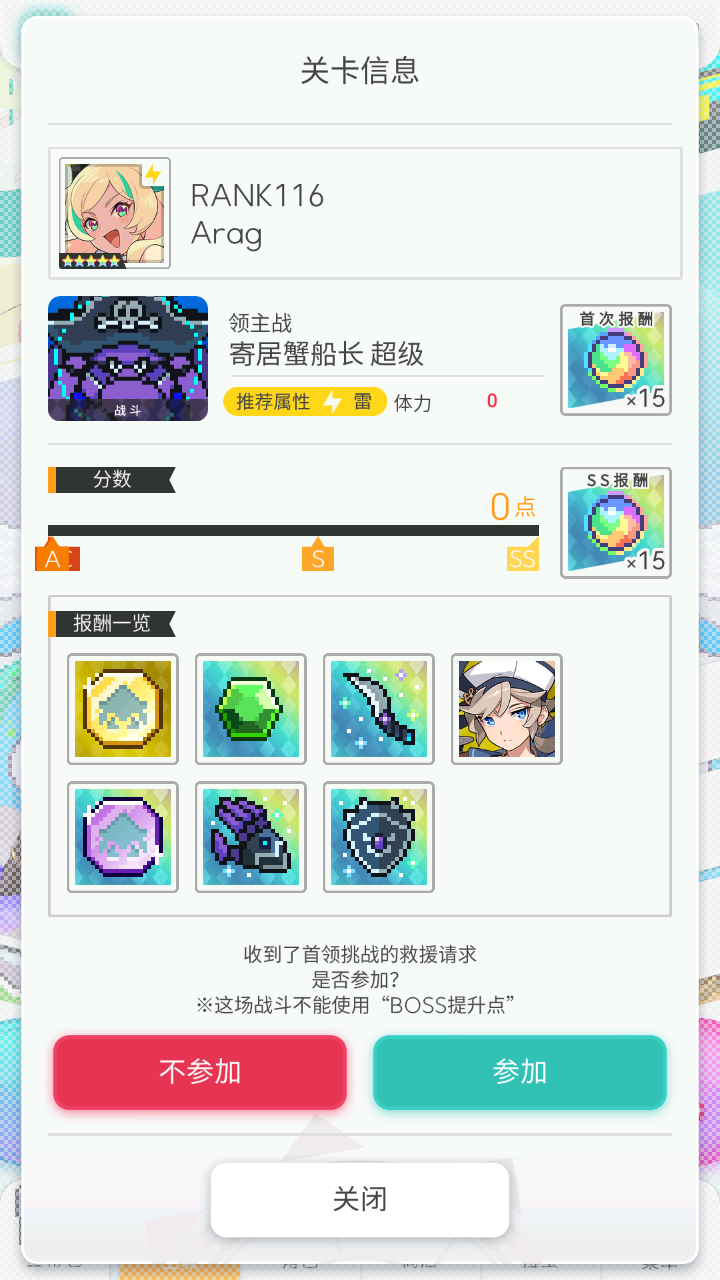 关卡信息
RANK116
Arag
领主战
寄居蟹船长 超级
战斗
推荐属性 雷 体力 0
首次报酬
×15
分数
0点
A
S
SS
SS报酬
×15
报酬一览
收到了首领挑战的救援请求
是否参加？
※这场战斗不能使用“BOSS提升点”
不参加
参加
关闭